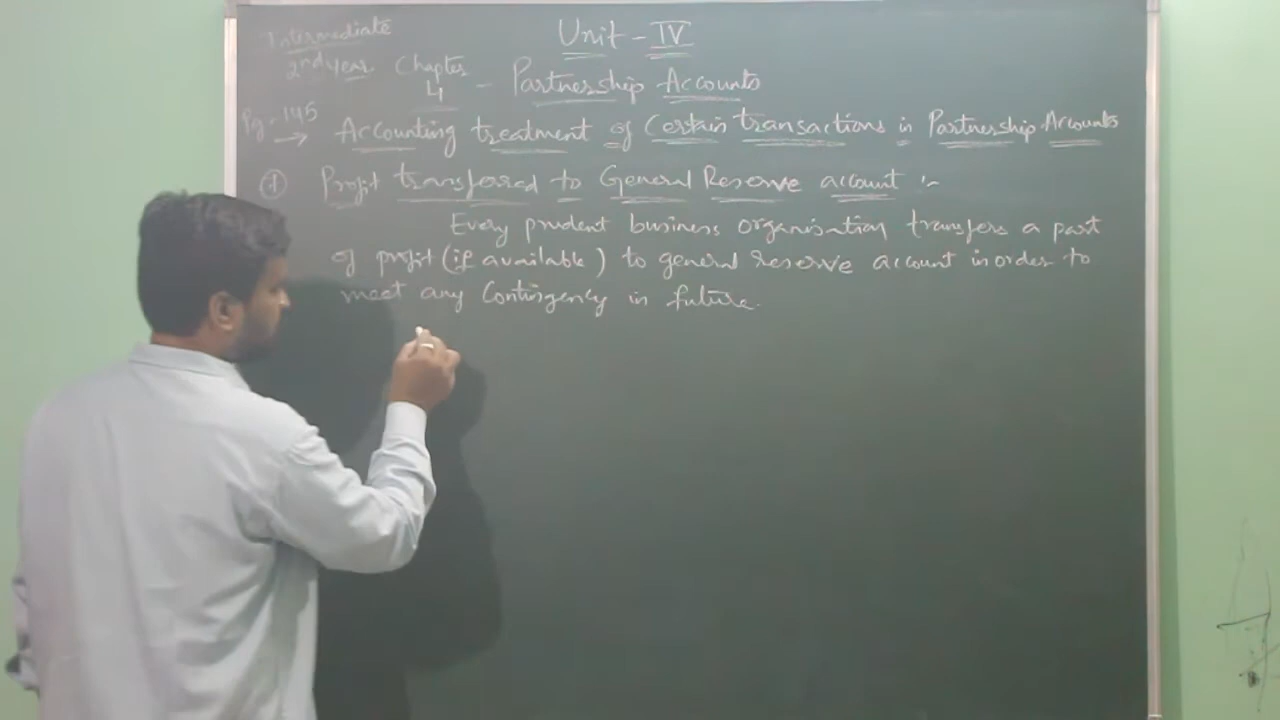 Intermediate
Unit - IV
2nd year Chapter 4 - Partnership Accounts
Pg-145 → Accounting treatment of Certain transactions in Partnership Accounts
① Profit transferred to General Reserve account :-
Every prudent business organisation transfers a part
of profit (if available) to general reserve account in order to
meet any Contingency in future.